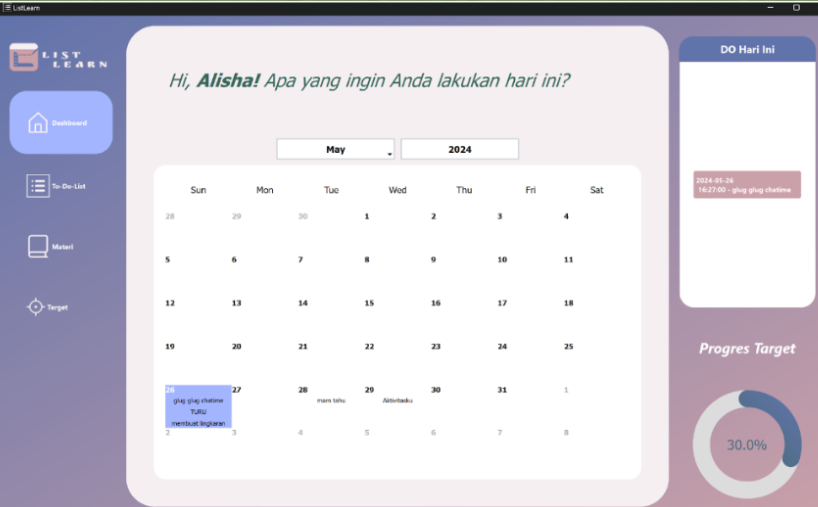 ListLearn
LIST
LEARN
Dashboard
To-Do-List
Materi
Target
Hi, Alisha! Apa yang ingin Anda lakukan hari ini?
May
2024
Sun Mon Tue Wed Thu Fri Sat
28 29 30 1 2 3 4
5 6 7 8 9 10 11
12 13 14 15 16 17 18
19 20 21 22 23 24 25
26 27 28 29 30 31 1
glug glug chatime mam tahu Aktivitasku
TURU
membuat lingkaran
2 3 4 5 6 7 8
DO Hari Ini
2024-05-26
16:27:00 - glug glug chatime
Progres Target
30.0%